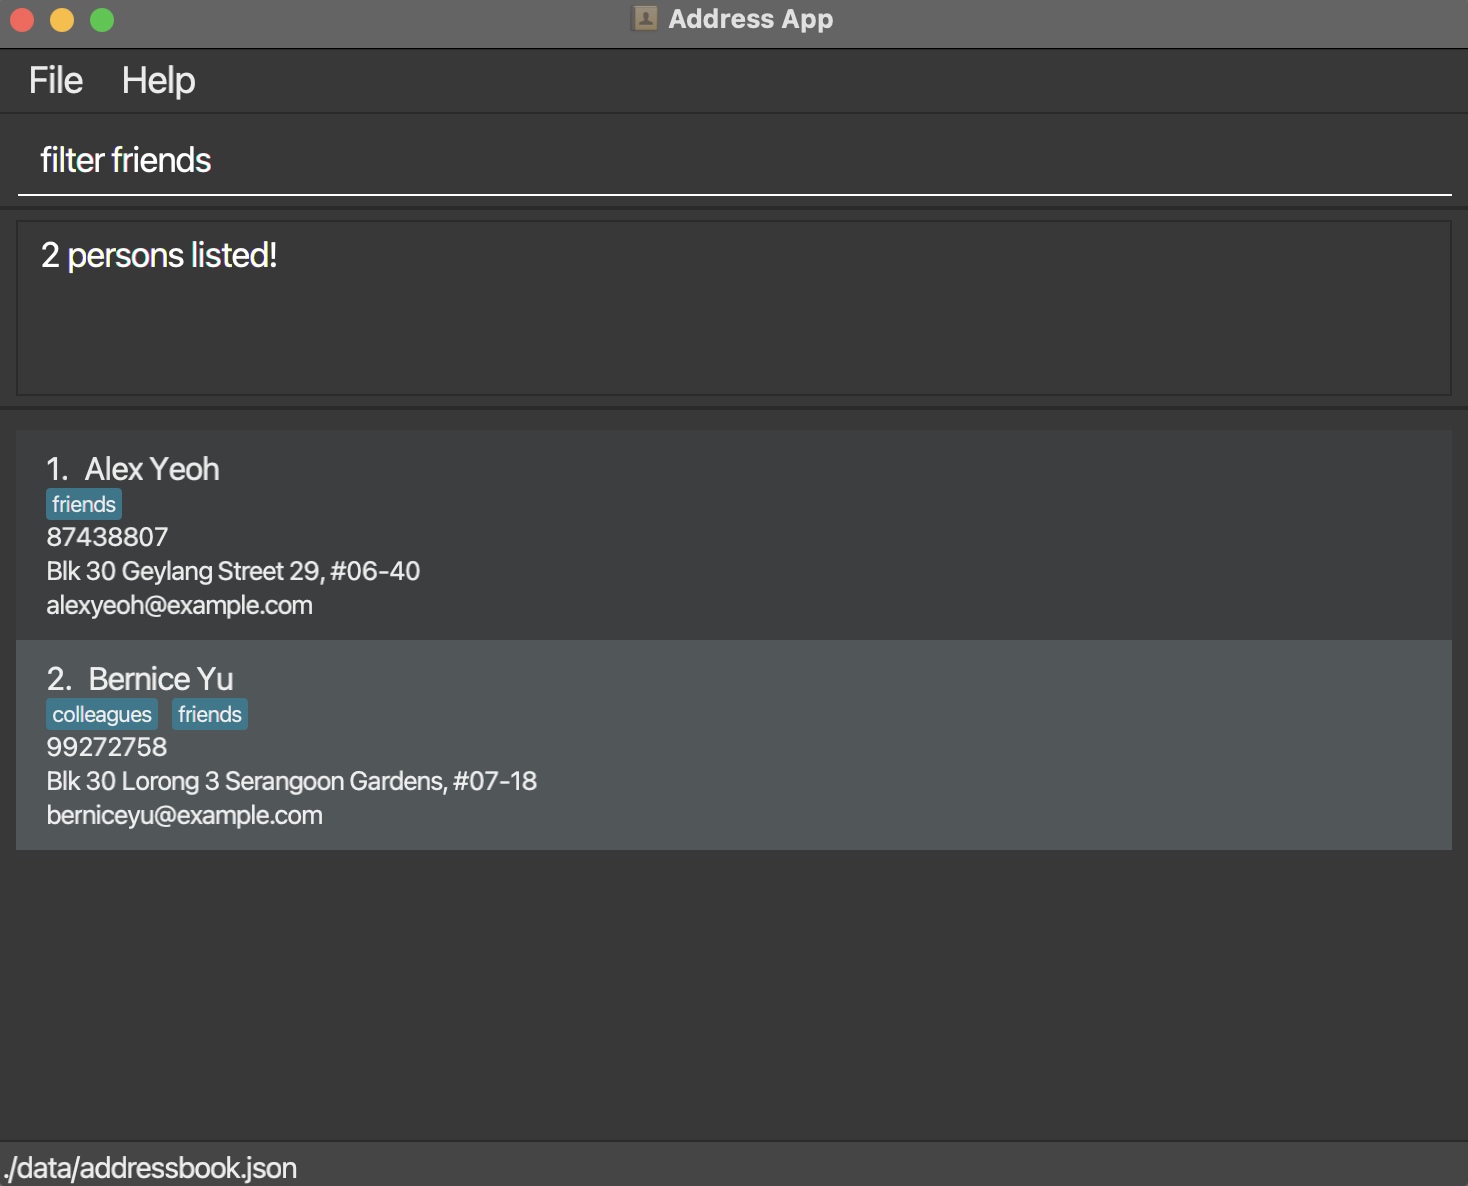 Address App
File Help
filter friends
2 persons listed!
1. Alex Yeoh
friends
87438807
Blk 30 Geylang Street 29, #06-40
alexyeoh@example.com
2. Bernice Yu
colleagues friends
99272758
Blk 30 Lorong 3 Serangoon Gardens, #07-18
berniceyu@example.com
./data/addressbook.json